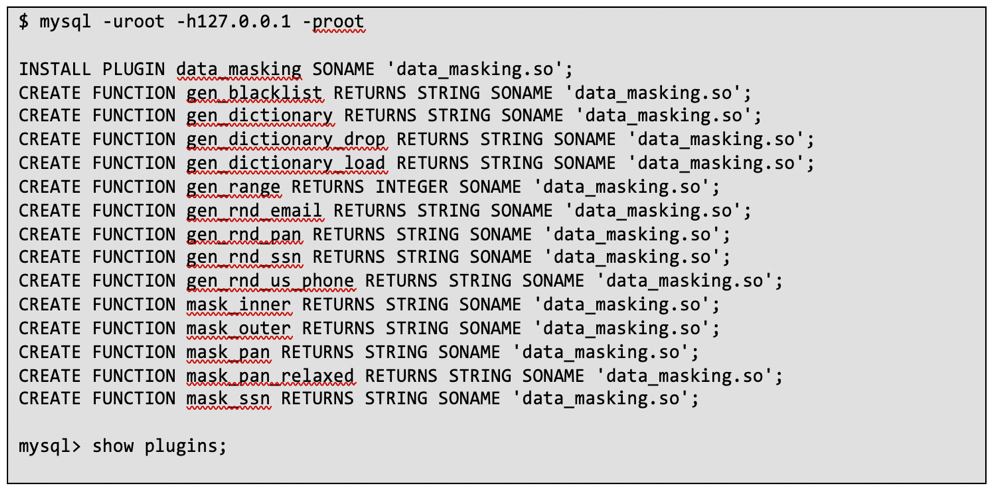 $ mysql -uroot -h127.0.0.1 -proot
INSTALL PLUGIN data_masking SONAME 'data_masking.so';
CREATE FUNCTION gen_blacklist RETURNS STRING SONAME 'data_masking.so';
CREATE FUNCTION gen_dictionary RETURNS STRING SONAME 'data_masking.so';
CREATE FUNCTION gen_dictionary_drop RETURNS STRING SONAME 'data_masking.so';
CREATE FUNCTION gen_dictionary_load RETURNS STRING SONAME 'data_masking.so';
CREATE FUNCTION gen_range RETURNS INTEGER SONAME 'data_masking.so';
CREATE FUNCTION gen_rnd_email RETURNS STRING SONAME 'data_masking.so';
CREATE FUNCTION gen_rnd_pan RETURNS STRING SONAME 'data_masking.so';
CREATE FUNCTION gen_rnd_ssn RETURNS STRING SONAME 'data_masking.so';
CREATE FUNCTION gen_rnd_us_phone RETURNS STRING SONAME 'data_masking.so';
CREATE FUNCTION mask_inner RETURNS STRING SONAME 'data_masking.so';
CREATE FUNCTION mask_outer RETURNS STRING SONAME 'data_masking.so';
CREATE FUNCTION mask_pan RETURNS STRING SONAME 'data_masking.so';
CREATE FUNCTION mask_pan_relaxed RETURNS STRING SONAME 'data_masking.so';
CREATE FUNCTION mask_ssn RETURNS STRING SONAME 'data_masking.so';
mysql> show plugins;